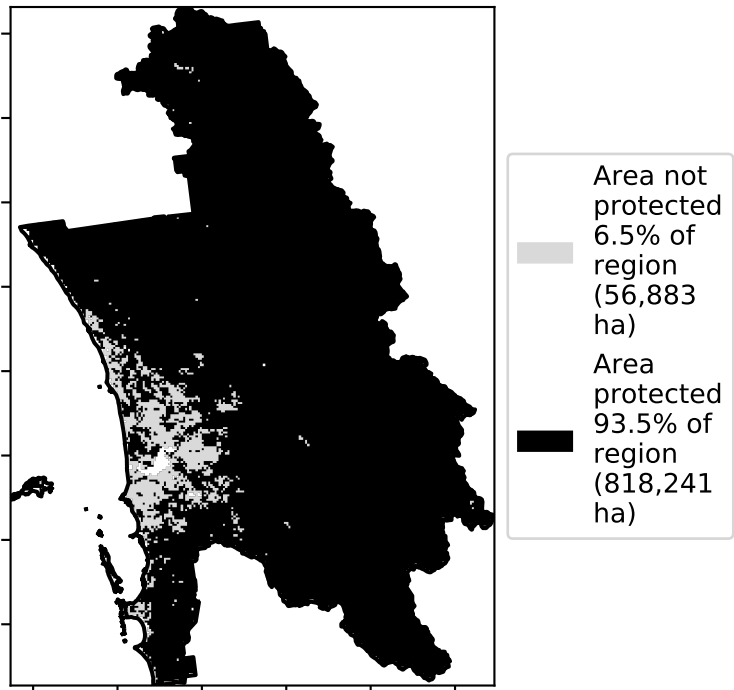 Area not
protected
6.5% of
region
(56,883
ha)
Area
protected
93.5% of
region
(818,241
ha)